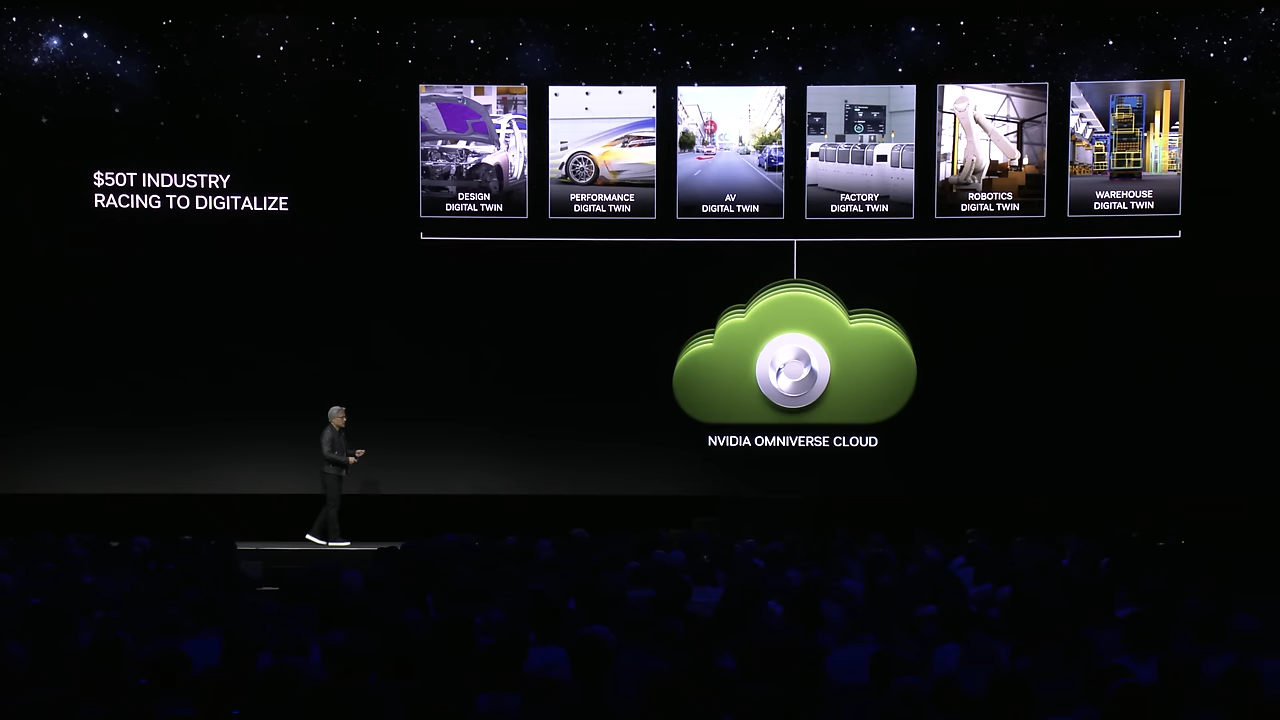 $50T INDUSTRY
RACING TO DIGITALIZE
DESIGN
DIGITAL TWIN
PERFORMANCE
DIGITAL TWIN
AV
DIGITAL TWIN
FACTORY
DIGITAL TWIN
ROBOTICS
DIGITAL TWIN
WAREHOUSE
DIGITAL TWIN
NVIDIA OMNIVERSE CLOUD